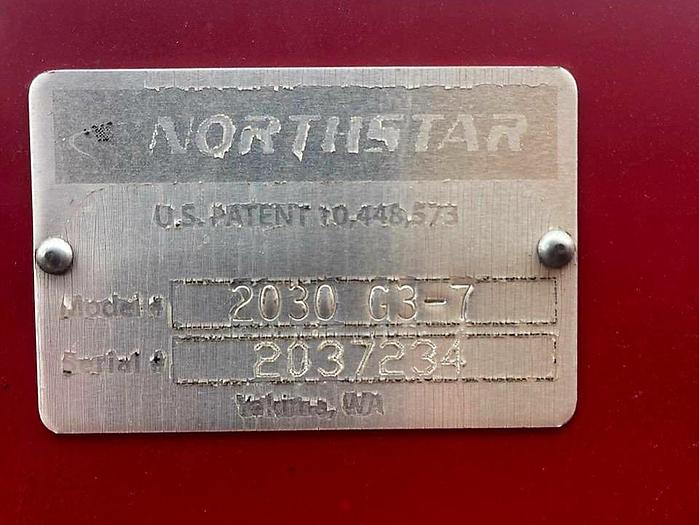 NORTHSTAR
U.S. PATENT 10,448,573
Model # 2030 G3-7
Serial # 2037234
Yakima, WA